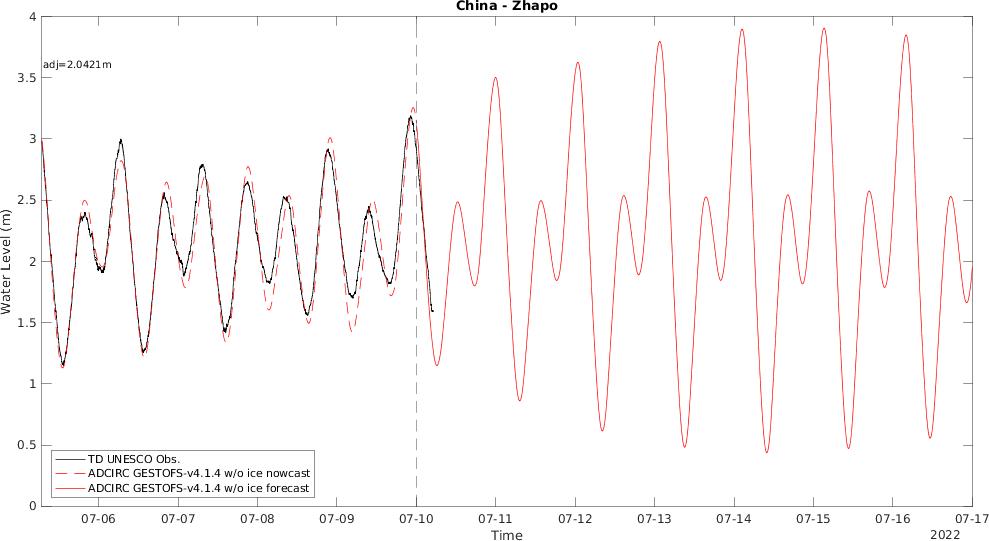 China - Zhapo
adj=2.0421m
Water Level (m)
4
3.5
3
2.5
2
1.5
1
0.5
0
TD UNESCO Obs.
ADCIRC GESTOFS-v4.1.4 w/o ice nowcast
ADCIRC GESTOFS-v4.1.4 w/o ice forecast
07-06 07-07 07-08 07-09 07-10 07-11 07-12 07-13 07-14 07-15 07-16 07-17
Time
2022